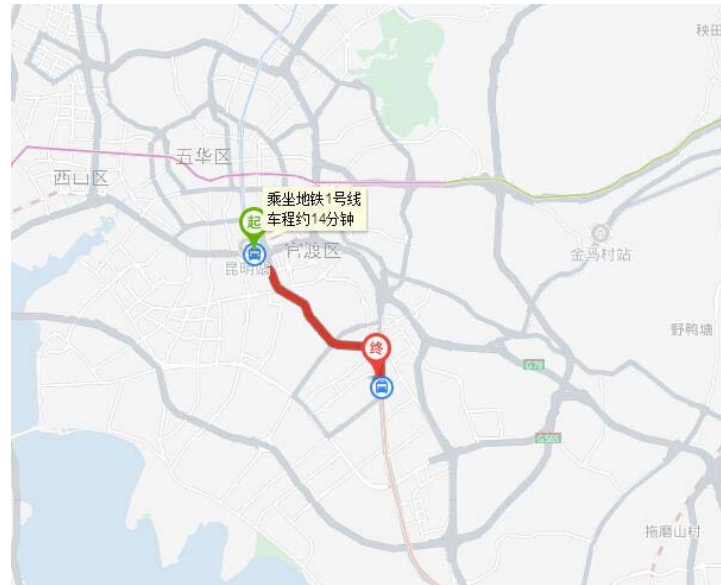 秧田
五华区
西山区
乘坐地铁1号线
车程约14分钟
起
官渡区
昆明站
金马村站
野鸭塘
终
G78
G56S
拖磨山村